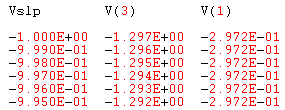 Vslp V(3) V(1)
-1.000E+00 -1.297E+00 -2.972E-01
-9.990E-01 -1.296E+00 -2.972E-01
-9.980E-01 -1.295E+00 -2.972E-01
-9.970E-01 -1.294E+00 -2.972E-01
-9.960E-01 -1.293E+00 -2.972E-01
-9.950E-01 -1.292E+00 -2.972E-01